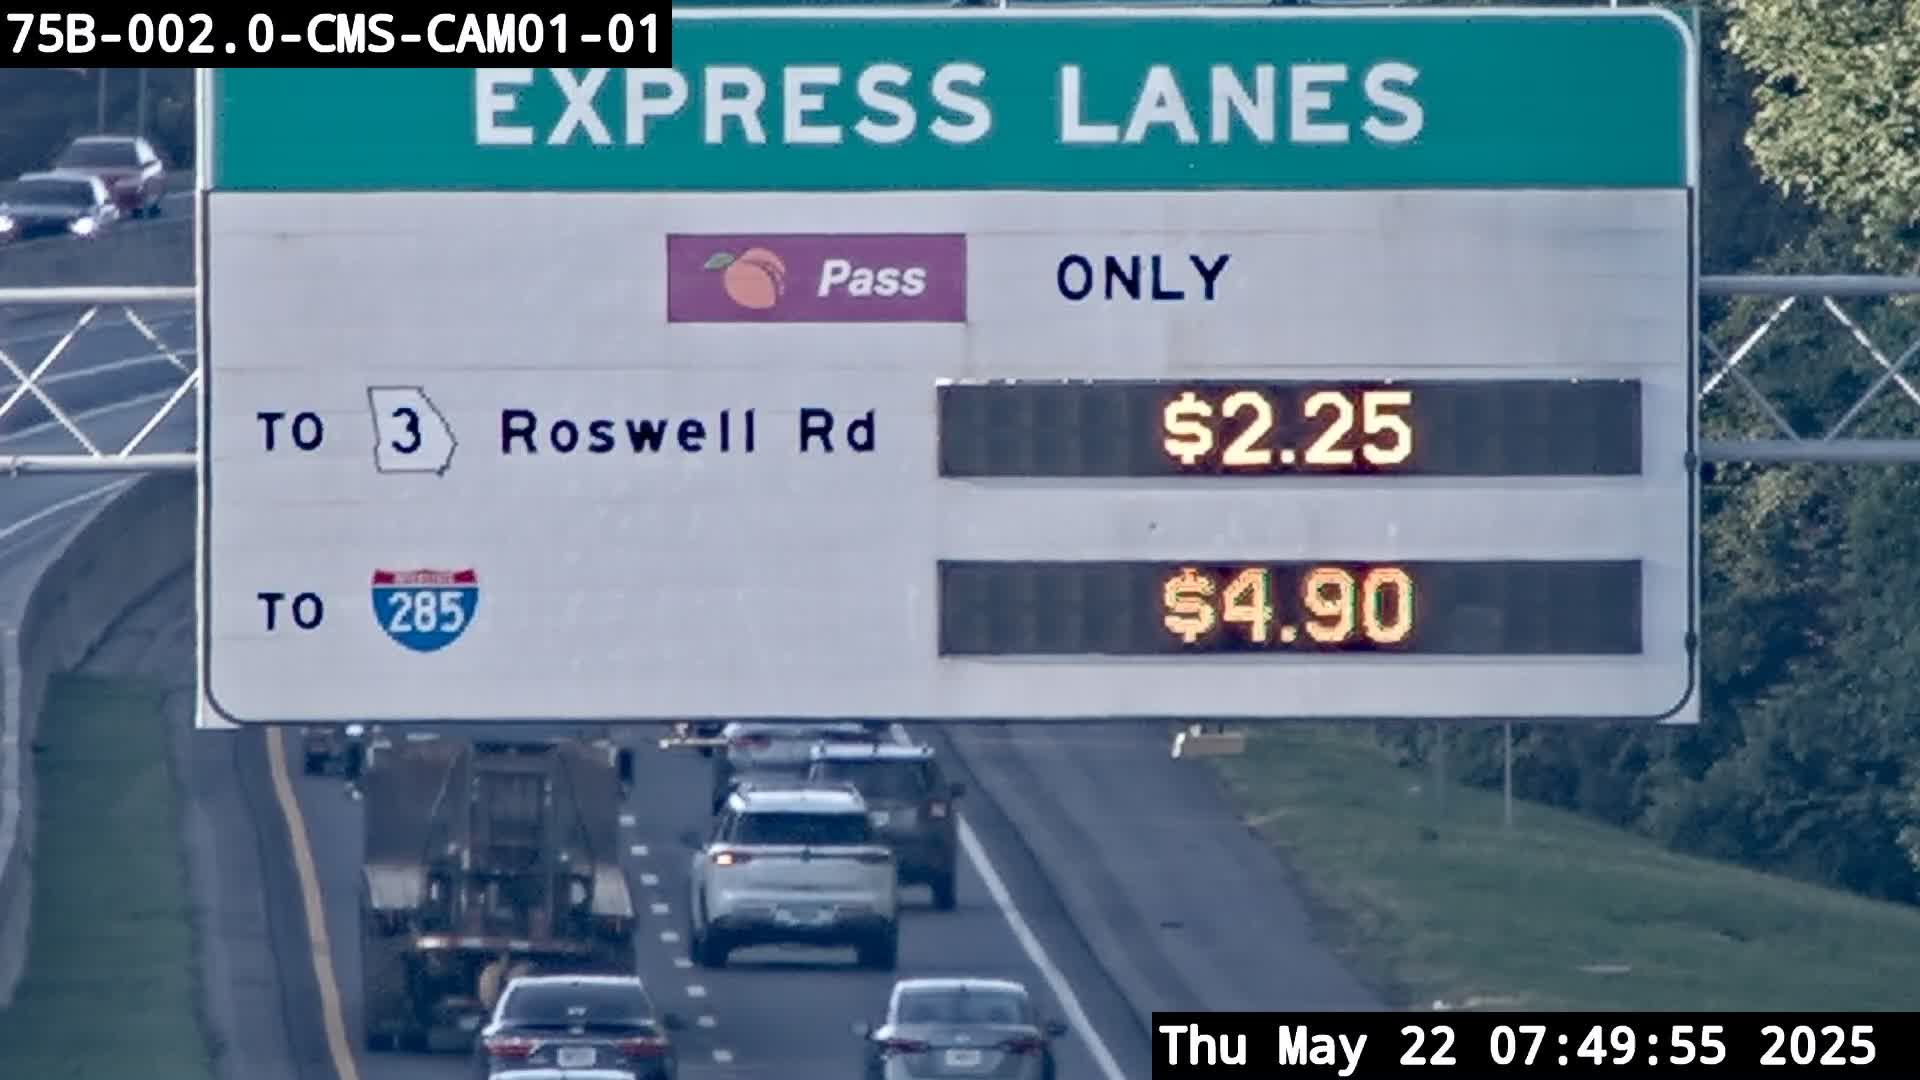 75B-002.0-CMS-CAM01-01
EXPRESS LANES
Pass ONLY
TO 3 Roswell Rd $2.25
TO 285 $4.90
Thu May 22 07:49:55 2025